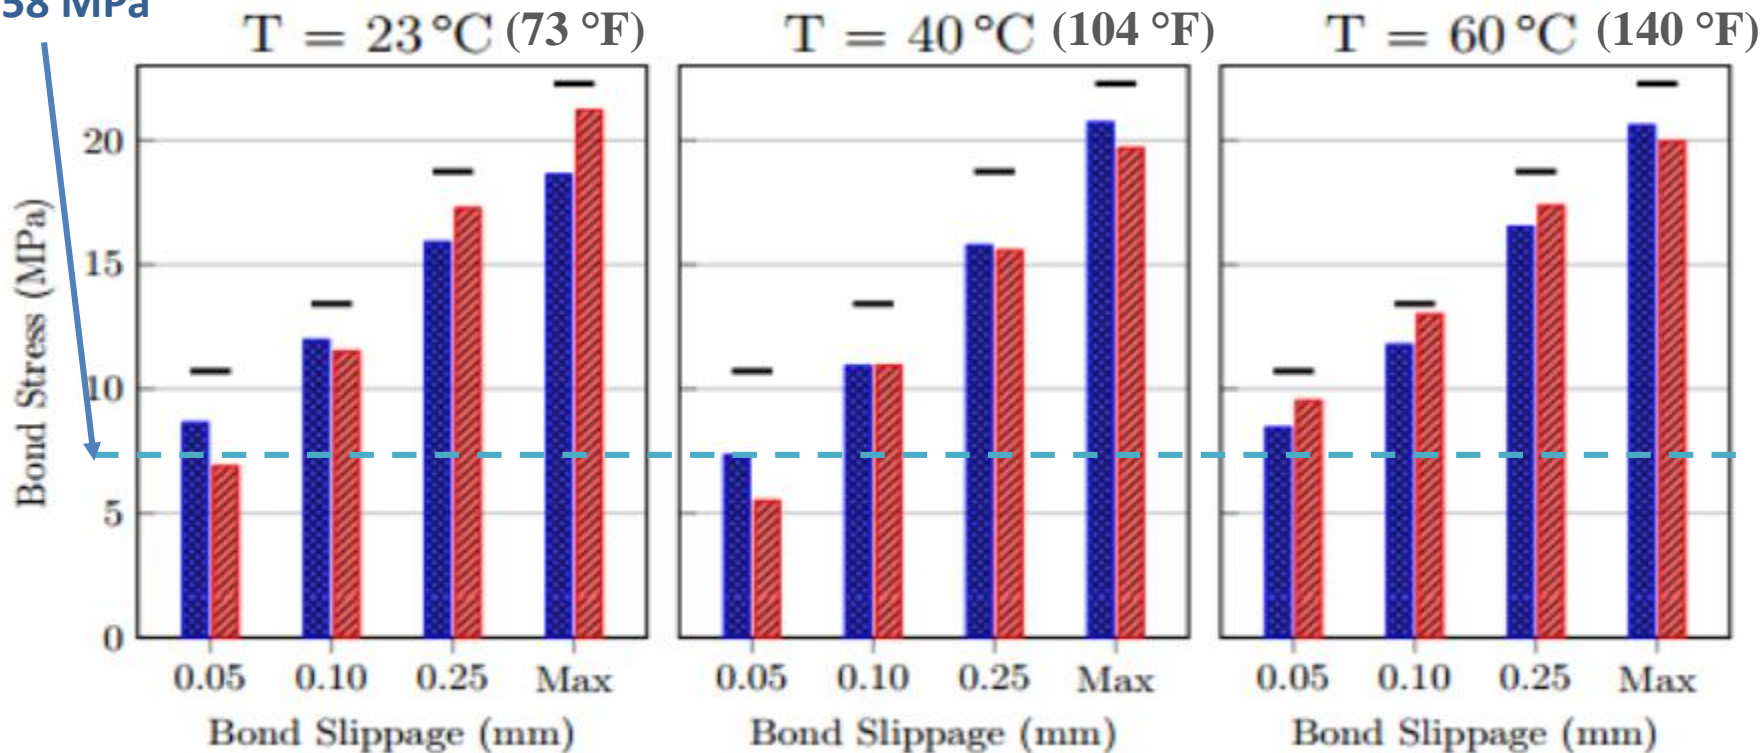 58 MPa
T = 23 °C (73 °F)
T = 40 °C (104 °F)
T = 60 °C (140 °F)
Bond Stress (MPa)
20
15
10
5
0
0.05 0.10 0.25 Max
0.05 0.10 0.25 Max
0.05 0.10 0.25 Max
Bond Slippage (mm)
Bond Slippage (mm)
Bond Slippage (mm)